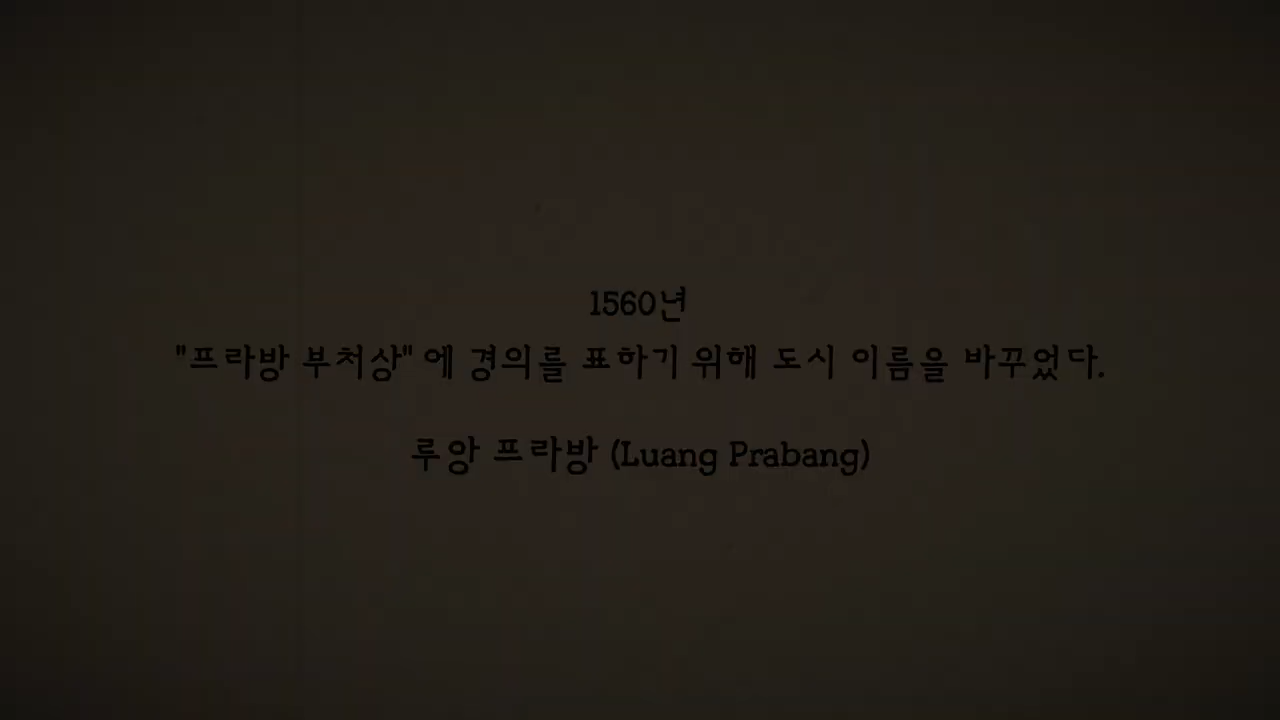 1560년
"프라방 부처상" 에 경의를 표하기 위해 도시 이름을 바꾸었다.
루앙 프라방 (Luang Prabang)